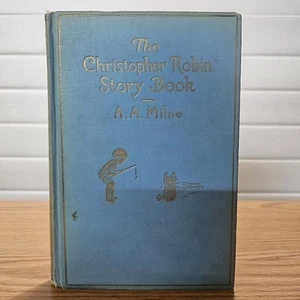 The
Christopher Robin
Story Book
A. A. Milne